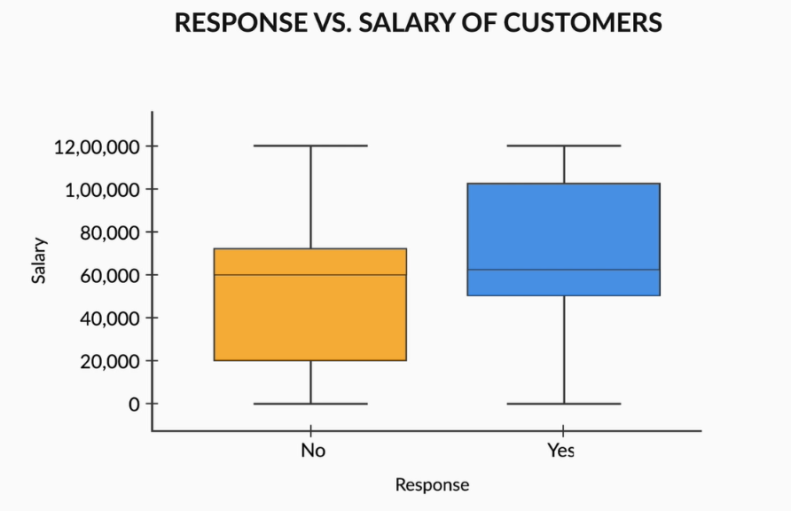 RESPONSE VS. SALARY OF CUSTOMERS
12,00,000
1,00,000
80,000
60,000
40,000
20,000
0
Salary
No
Yes
Response